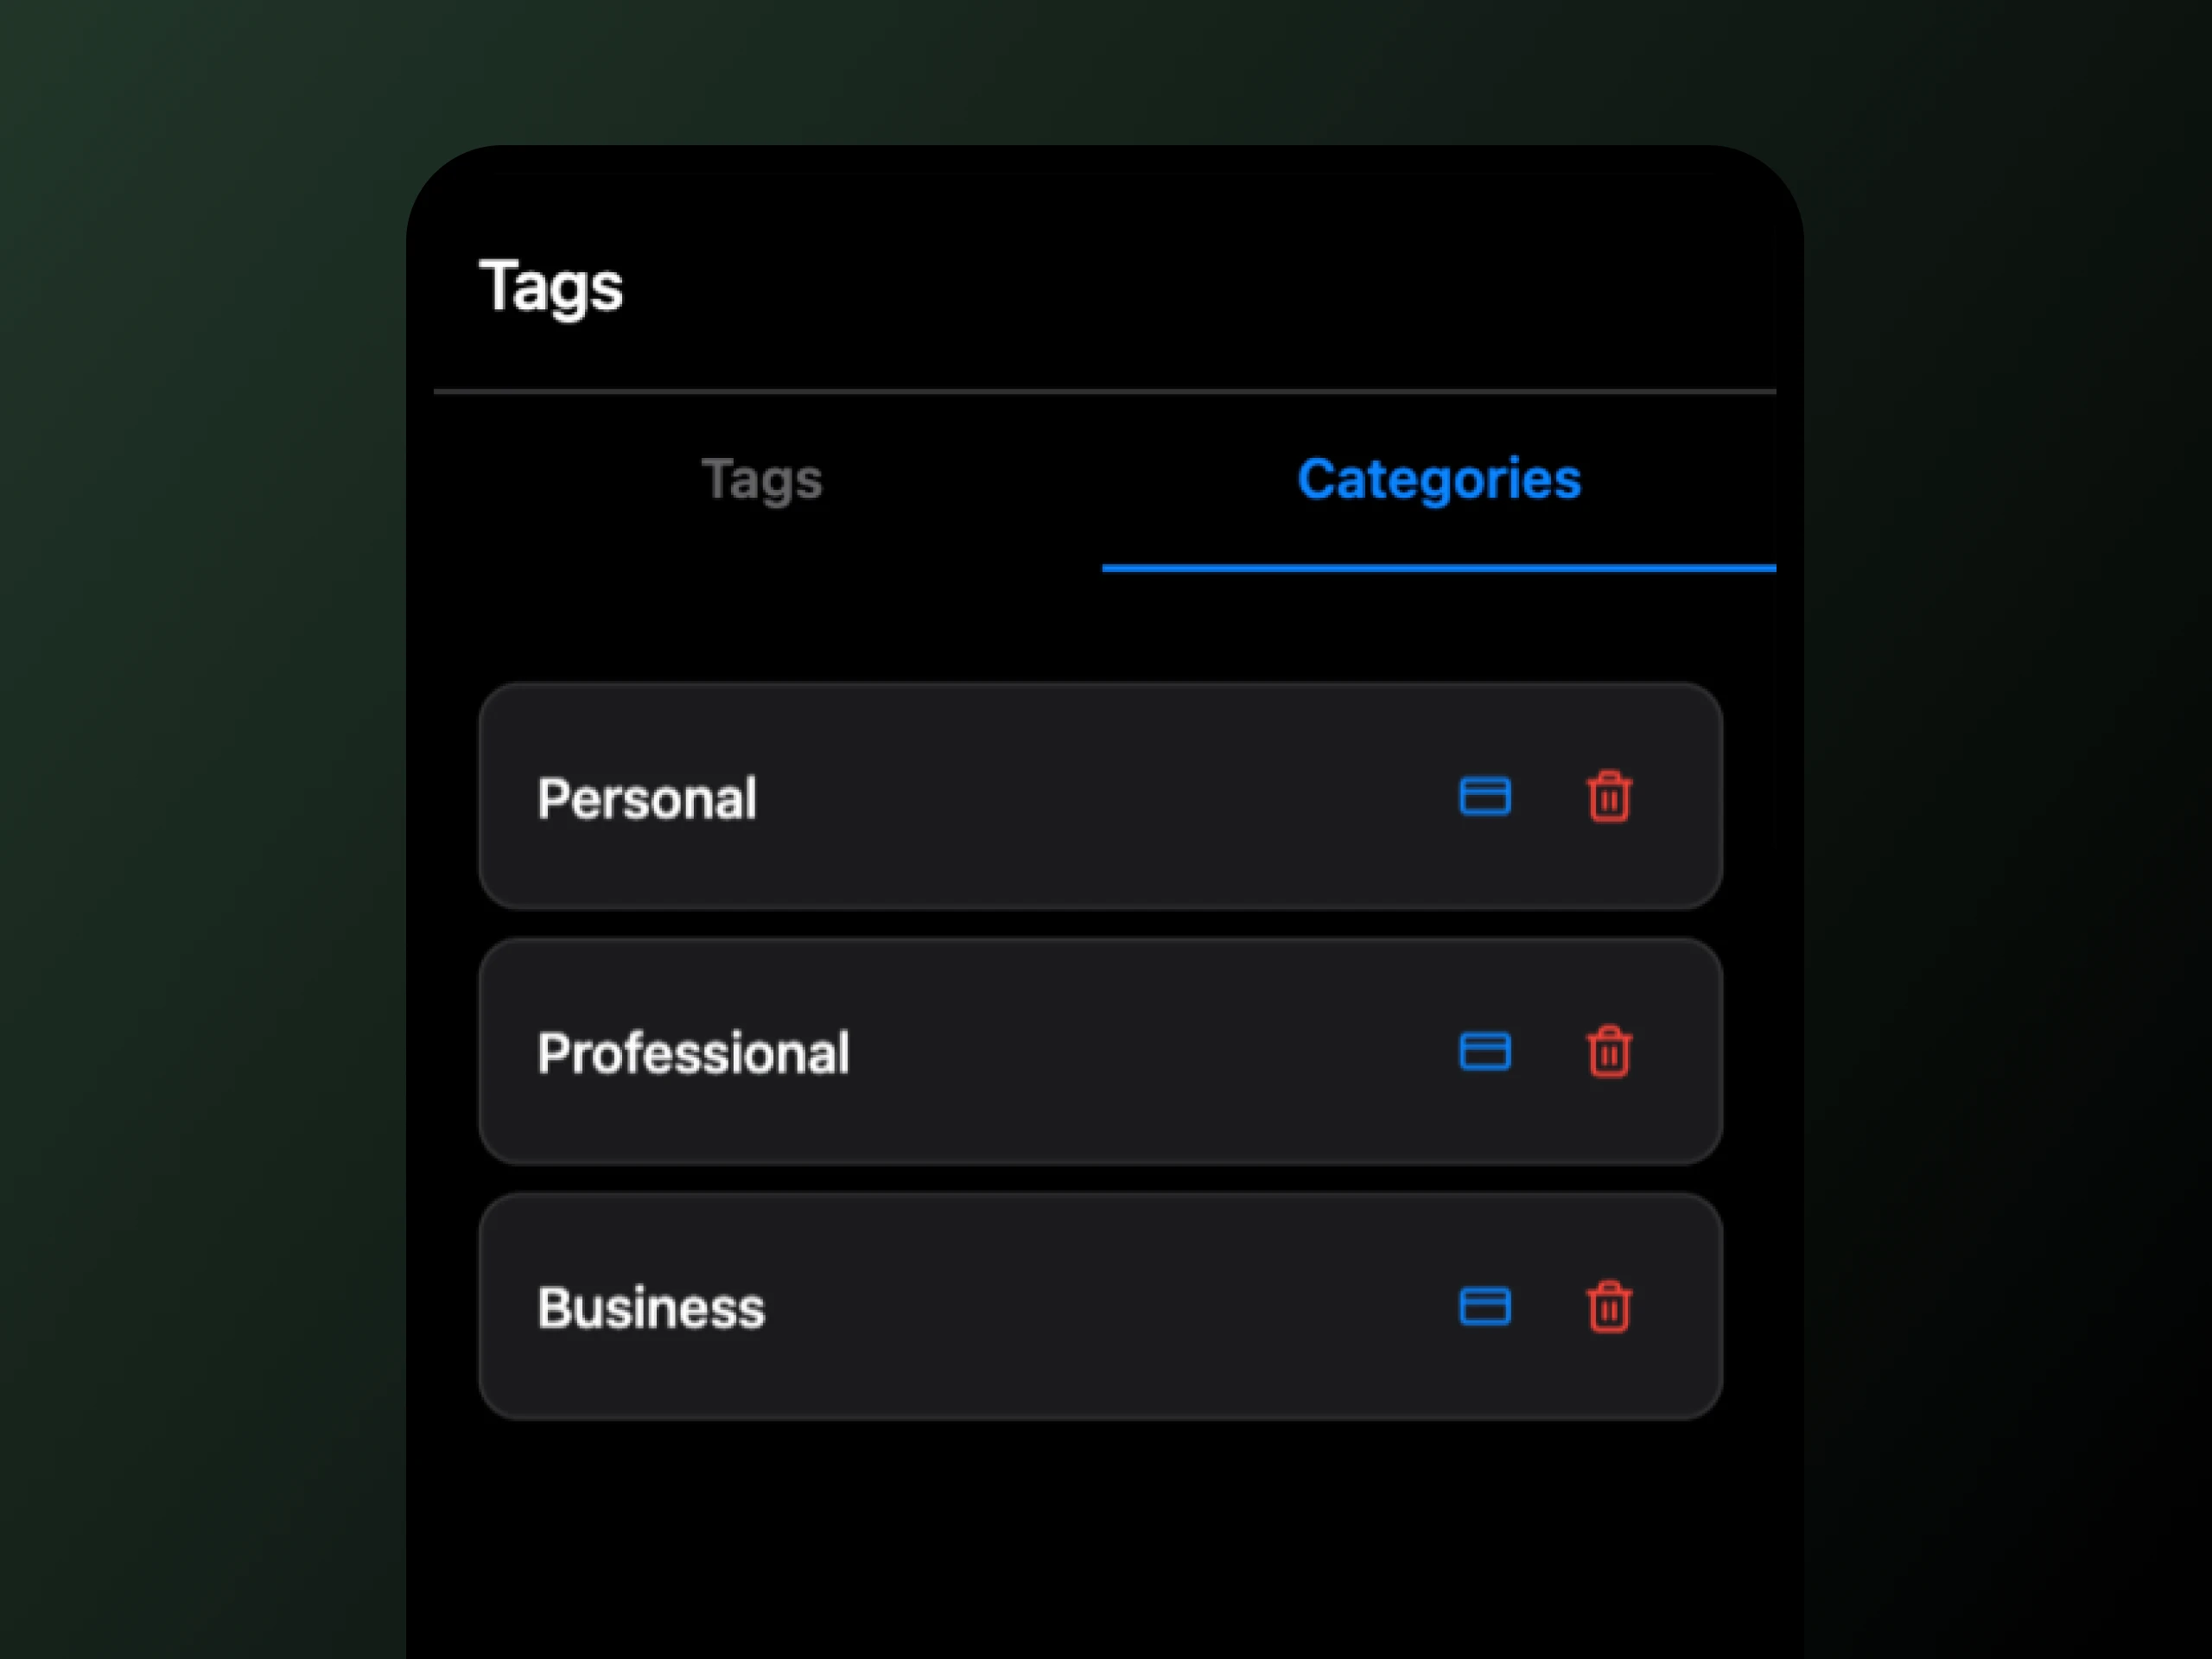 Tags
Tags Categories
Personal
Professional
Business